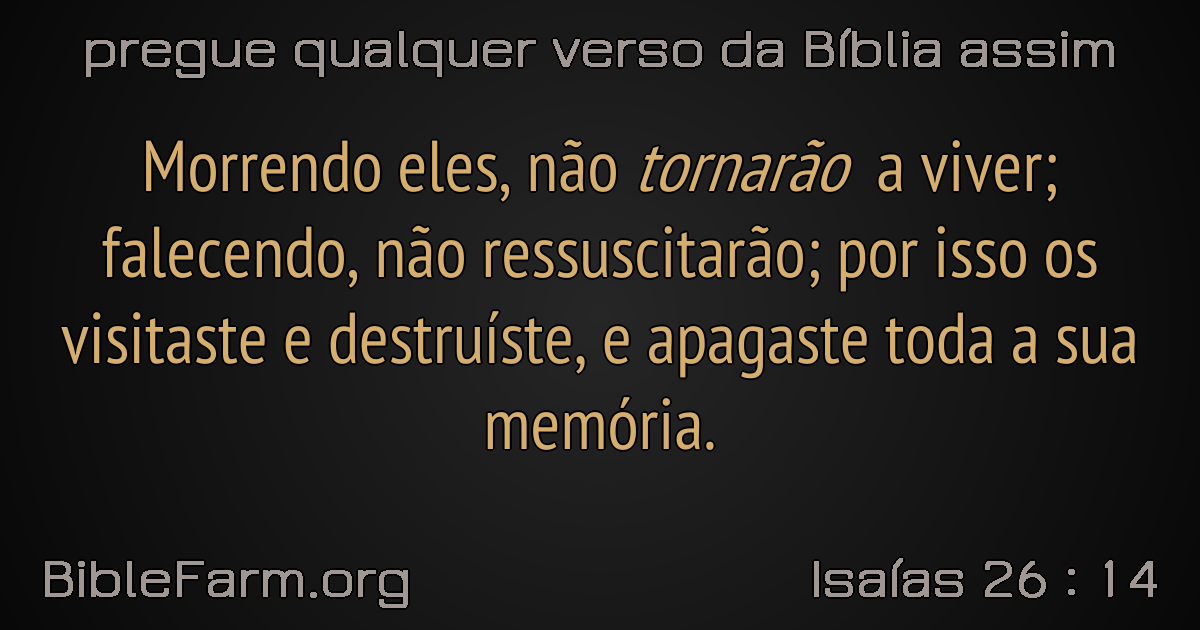 pregue qualquer verso da Bíblia assim
Morrendo eles, não tornarão a viver;
falecendo, não ressuscitarão; por isso os
visitaste e destruíste, e apagaste toda a sua
memória.
BibleFarm.org
Isaías 26 : 14